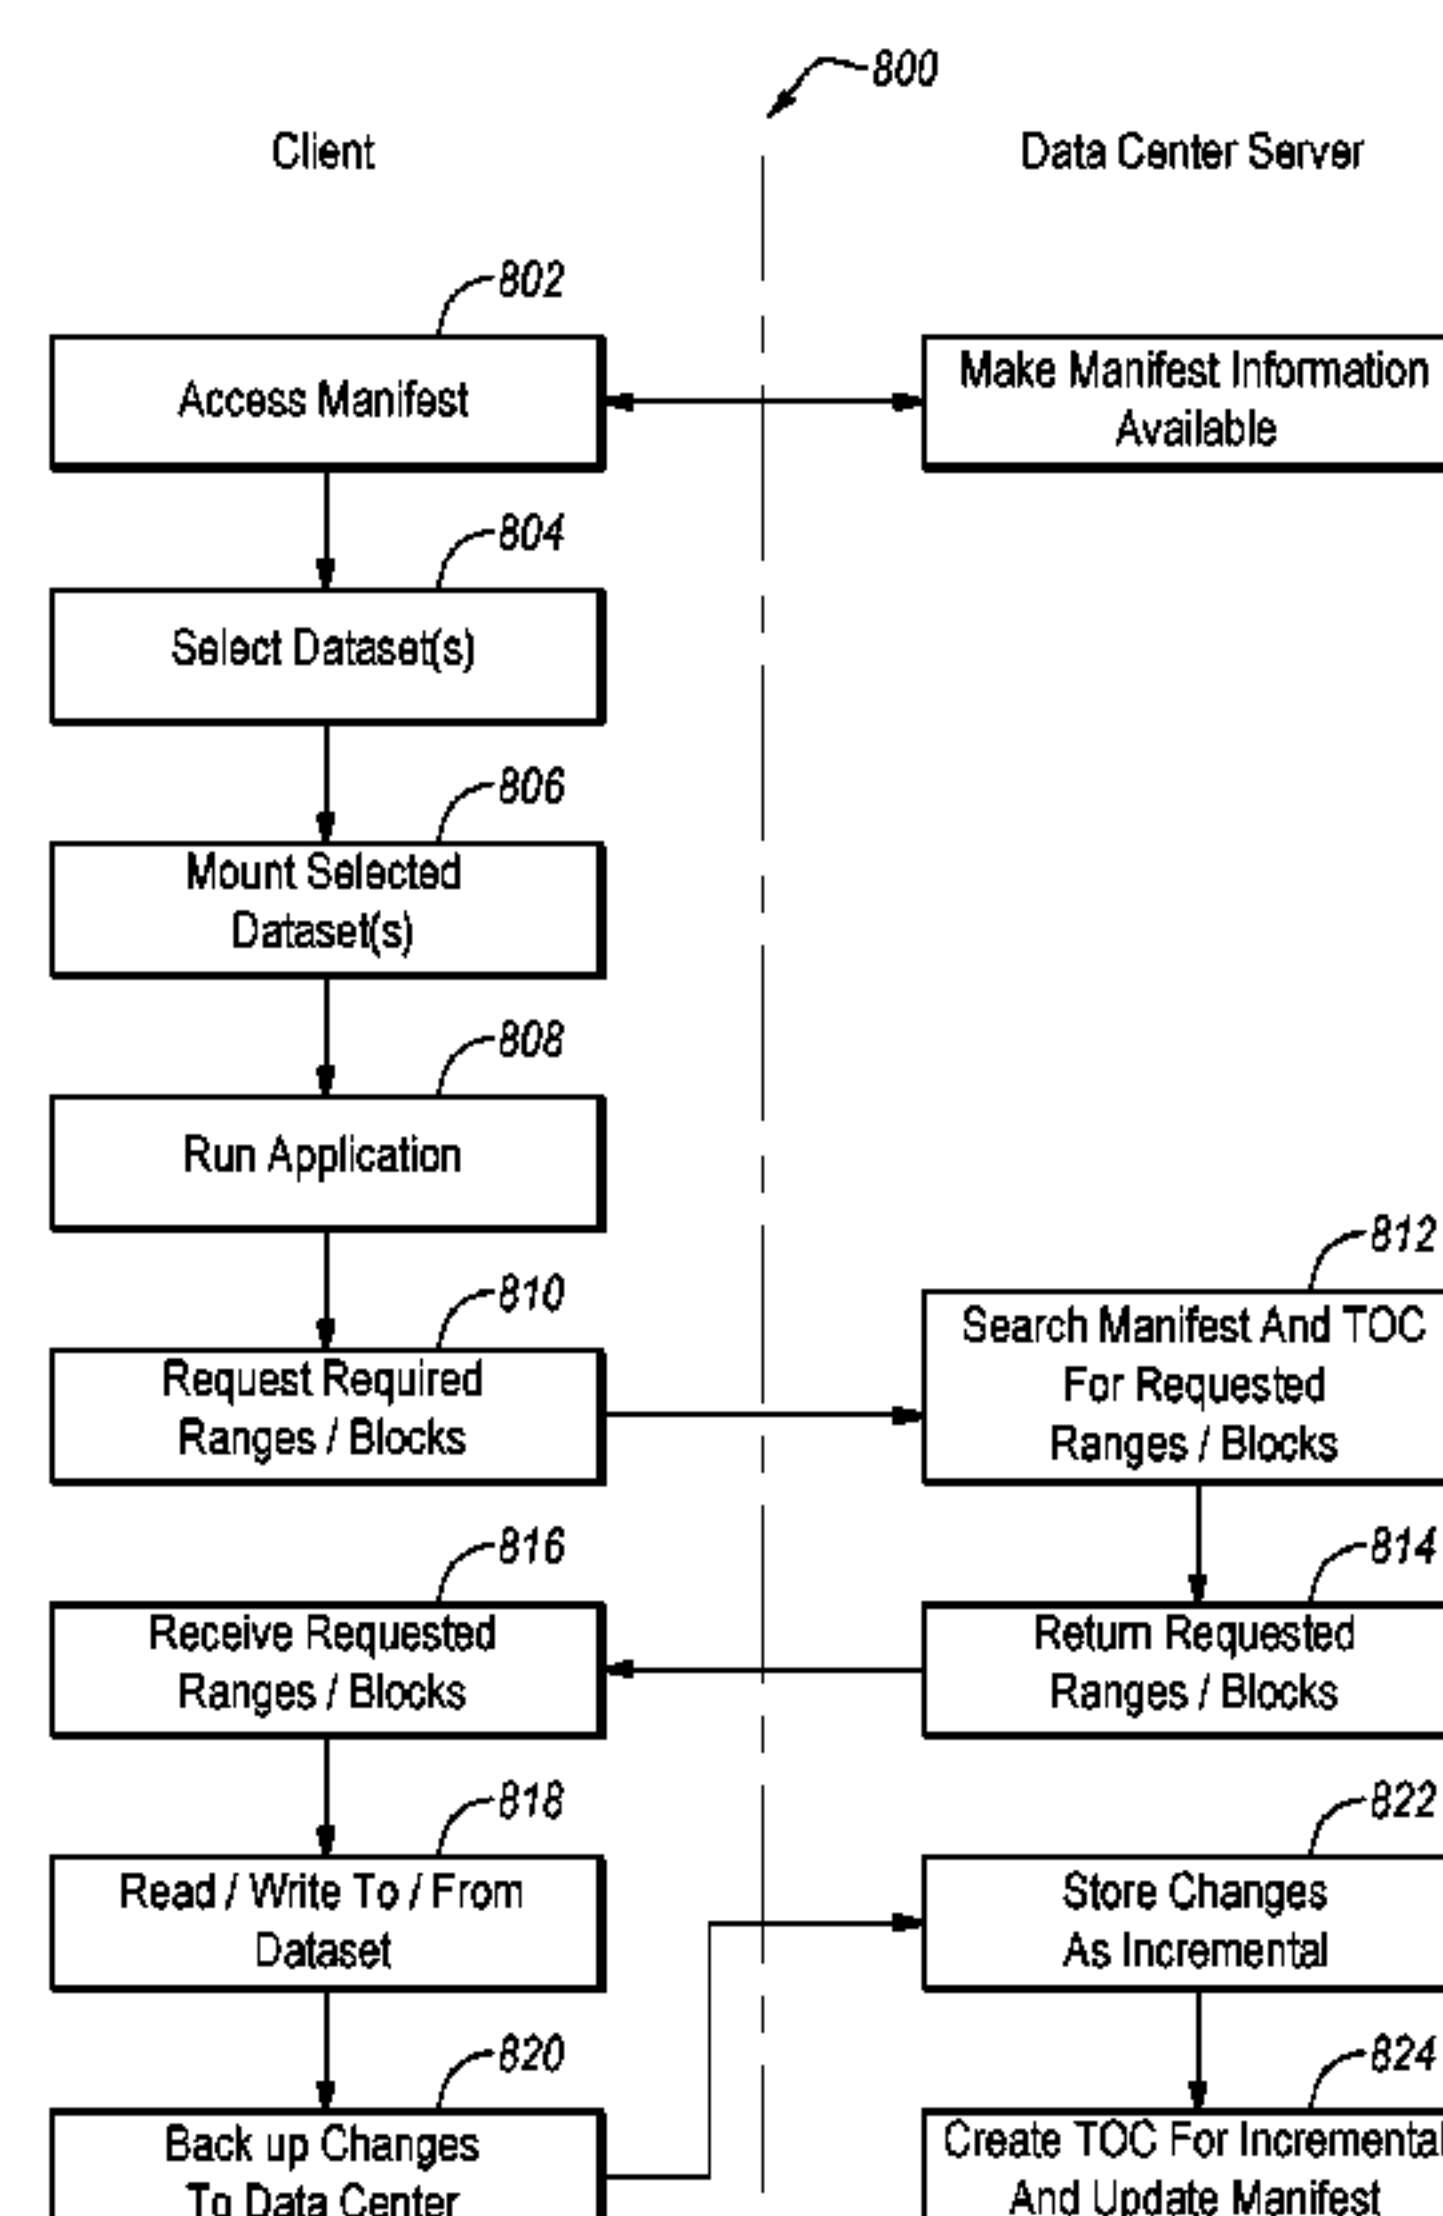 800
Client
Data Center Server
802
Access Manifest
Make Manifest Information
Available
804
Select Dataset(s)
806
Mount Selected
Dataset(s)
808
Run Application
810
Request Required
Ranges / Blocks
812
Search Manifest And TOC
For Requested
Ranges / Blocks
814
Return Requested
Ranges / Blocks
816
Receive Requested
Ranges / Blocks
818
Read / Write To / From
Dataset
820
Back up Changes
To Data Center
822
Store Changes
As Incremental
824
Create TOC For Incremental
And Update Manifest